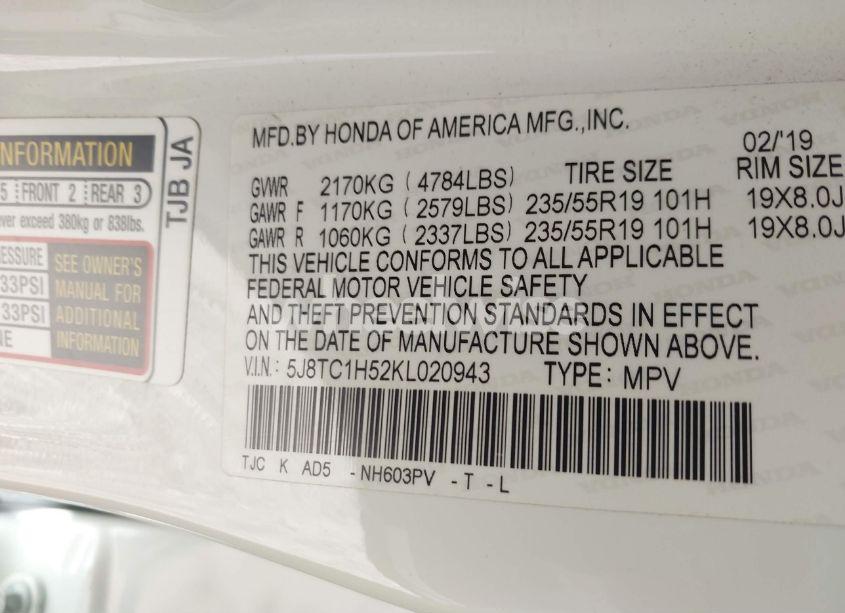 NFORMATION
5 FRONT 2 REAR 3
ever exceed 380kg or 838lbs.
ESSURE SEE OWNER'S
33PSI MANUAL FOR
33PSI ADDITIONAL
NE INFORMATION
TJB JA
MFD.BY HONDA OF AMERICA MFG.,INC.
02/'19
GVWR 2170KG (4784LBS) TIRE SIZE RIM SIZE
GAWR F 1170KG (2579LBS) 235/55R19 101H 19X8.0J
GAWR R 1060KG (2337LBS) 235/55R19 101H 19X8.0J
THIS VEHICLE CONFORMS TO ALL APPLICABLE
FEDERAL MOTOR VEHICLE SAFETY
AND THEFT PREVENTION STANDARDS IN EFFECT
ON THE DATE OF MANUFACTURE SHOWN ABOVE.
V.I.N.: 5J8TC1H52KL020943 TYPE: MPV
TJC K AD5 -NH603PV -T -L